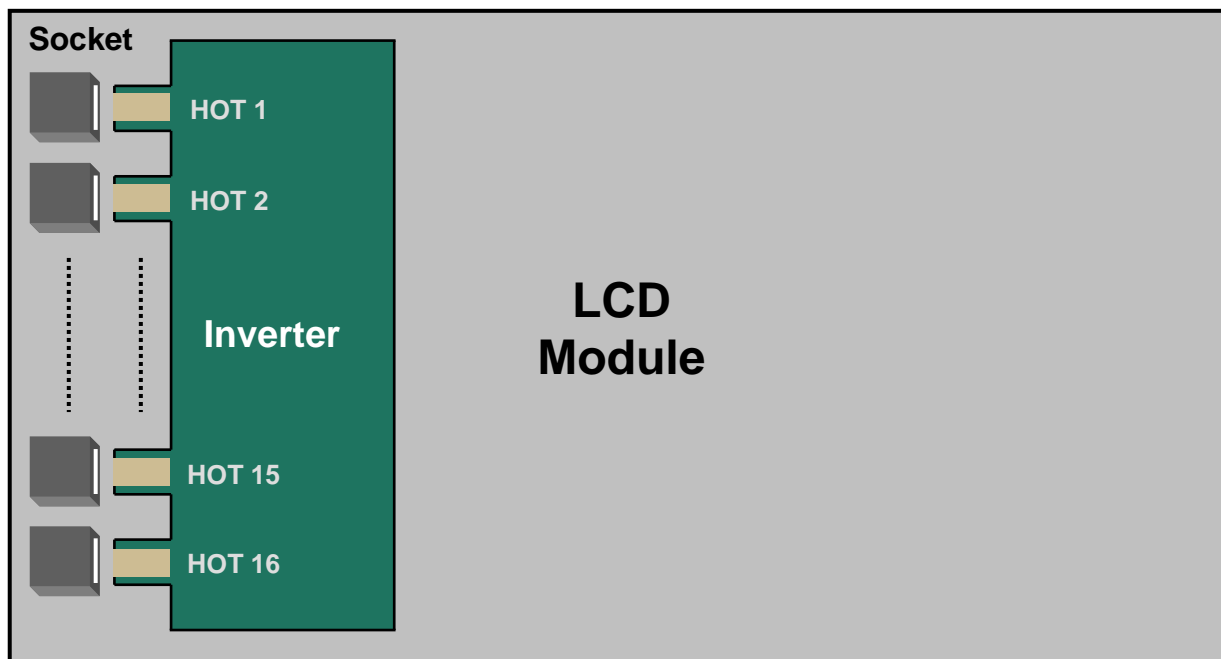 Socket
HOT 1
HOT 2
Inverter
LCD
Module
HOT 15
HOT 16